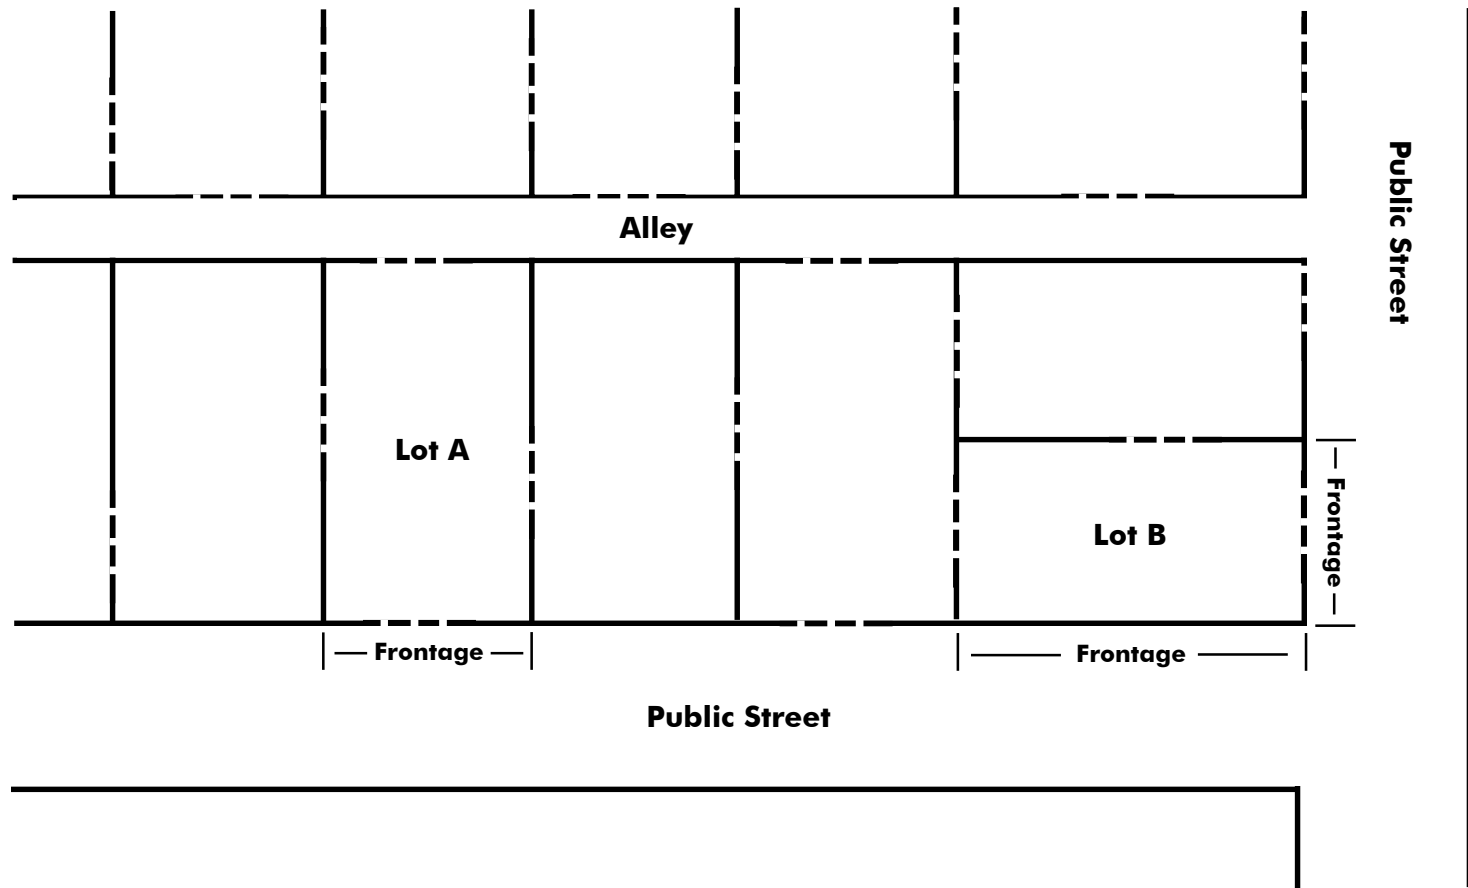 Public Street
Alley
Lot A
Lot B
Frontage
Frontage
Frontage
Public Street